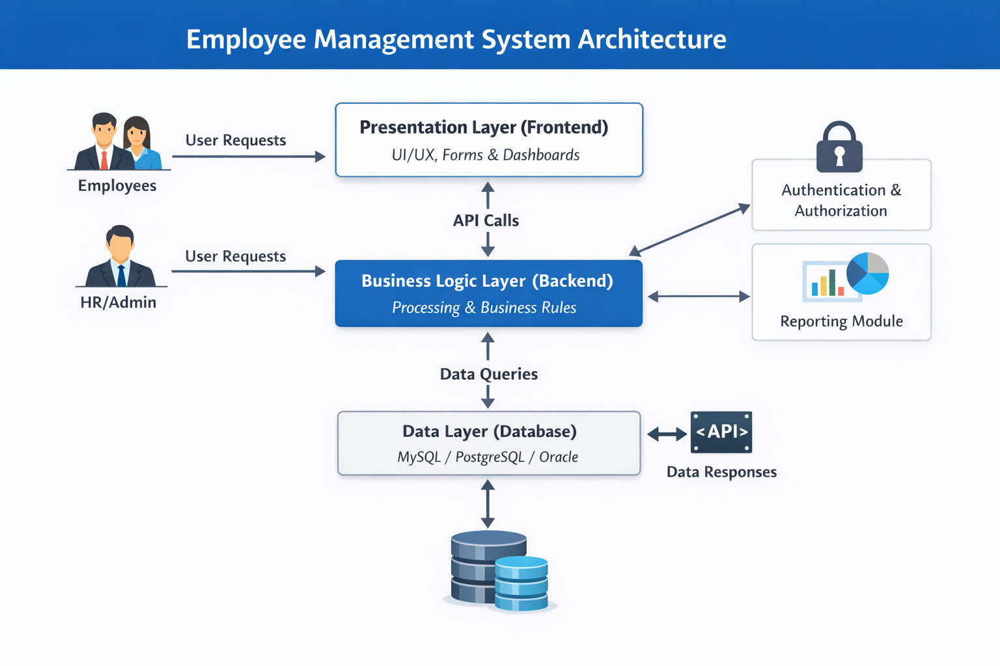 Employee Management System Architecture
User Requests
Employees
Presentation Layer (Frontend)
UI/UX, Forms & Dashboards
API Calls
Authentication &
Authorization
User Requests
HR/Admin
Business Logic Layer (Backend)
Processing & Business Rules
Reporting Module
Data Queries
Data Layer (Database)
MySQL / PostgreSQL / Oracle
<API>
Data Responses